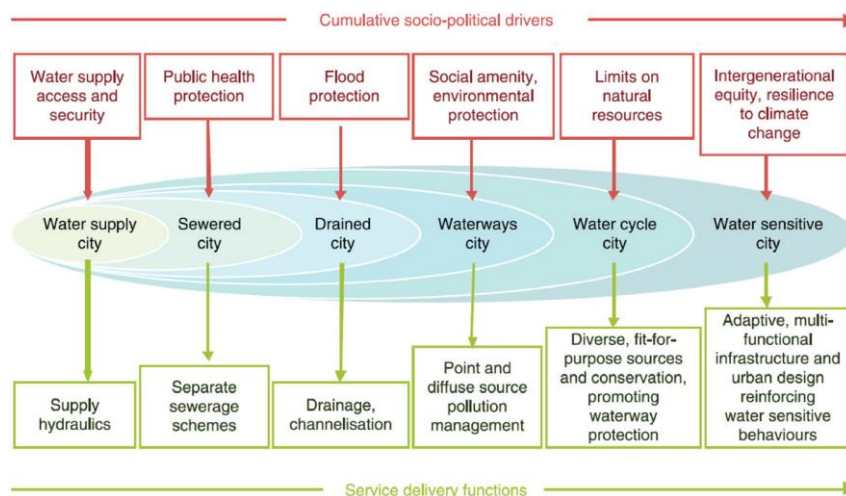 Cumulative socio-political drivers
Water supply
access and
security
Public health
protection
Flood
protection
Social amenity,
environmental
protection
Limits on
natural
resources
Intergenerational
equity, resilience
to climate
change
Water supply
city
Sewered
city
Drained
city
Waterways
city
Water cycle
city
Water sensitive
city
Supply
hydraulics
Separate
sewerage
schemes
Drainage,
channelisation
Point and
diffuse source
pollution
management
Diverse, fit-for-
purpose sources
and conservation,
promoting
waterway
protection
Adaptive, multi-
functional
infrastructure and
urban design
reinforcing
water sensitive
behaviours
Service delivery functions